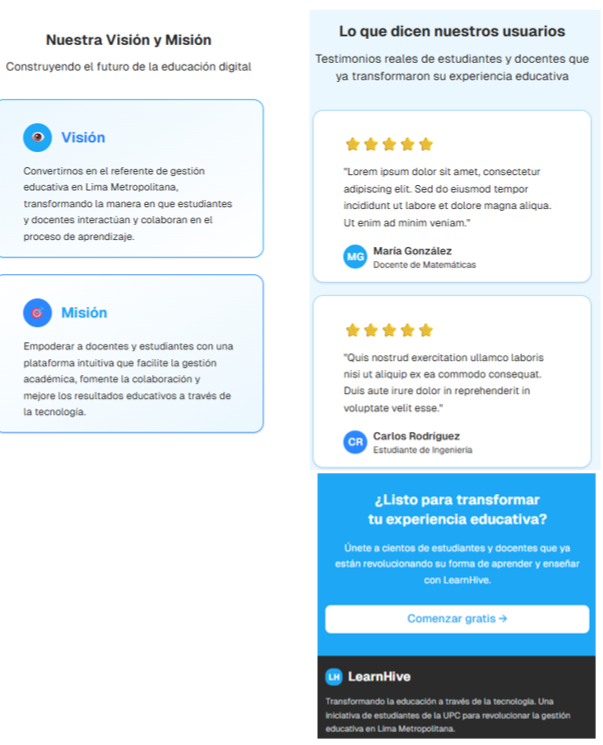 Nuestra Visión y Misión
Construyendo el futuro de la educación digital
Visión
Convertirnos en el referente de gestión
educativa en Lima Metropolitana,
transformando la manera en que estudiantes
y docentes interactúan y colaboran en el
proceso de aprendizaje.
Misión
Empoderar a docentes y estudiantes con una
plataforma intuitiva que facilite la gestión
académica, fomente la colaboración y
mejore los resultados educativos a través de
la tecnología.
Lo que dicen nuestros usuarios
Testimonios reales de estudiantes y docentes que
ya transformaron su experiencia educativa
"Lorem ipsum dolor sit amet, consectetur
adipiscing elit. Sed do eiusmod tempor
incididunt ut labore et dolore magna aliqua.
Ut enim ad minim veniam."
MG
María González
Docente de Matemáticas
"Quis nostrud exercitation ullamco laboris
nisi ut aliquip ex ea commodo consequat.
Duis aute irure dolor in reprehenderit in
voluptate velit esse."
CR
Carlos Rodríguez
Estudiante de Ingeniería
¿Listo para transformar
tu experiencia educativa?
Únete a cientos de estudiantes y docentes que ya
están revolucionando su forma de aprender y enseñar
con LearnHive.
Comenzar gratis →
LH LearnHive
Transformando la educación a través de la tecnología. Una
iniciativa de estudiantes de la UPC para revolucionar la gestión
educativa en Lima Metropolitana.